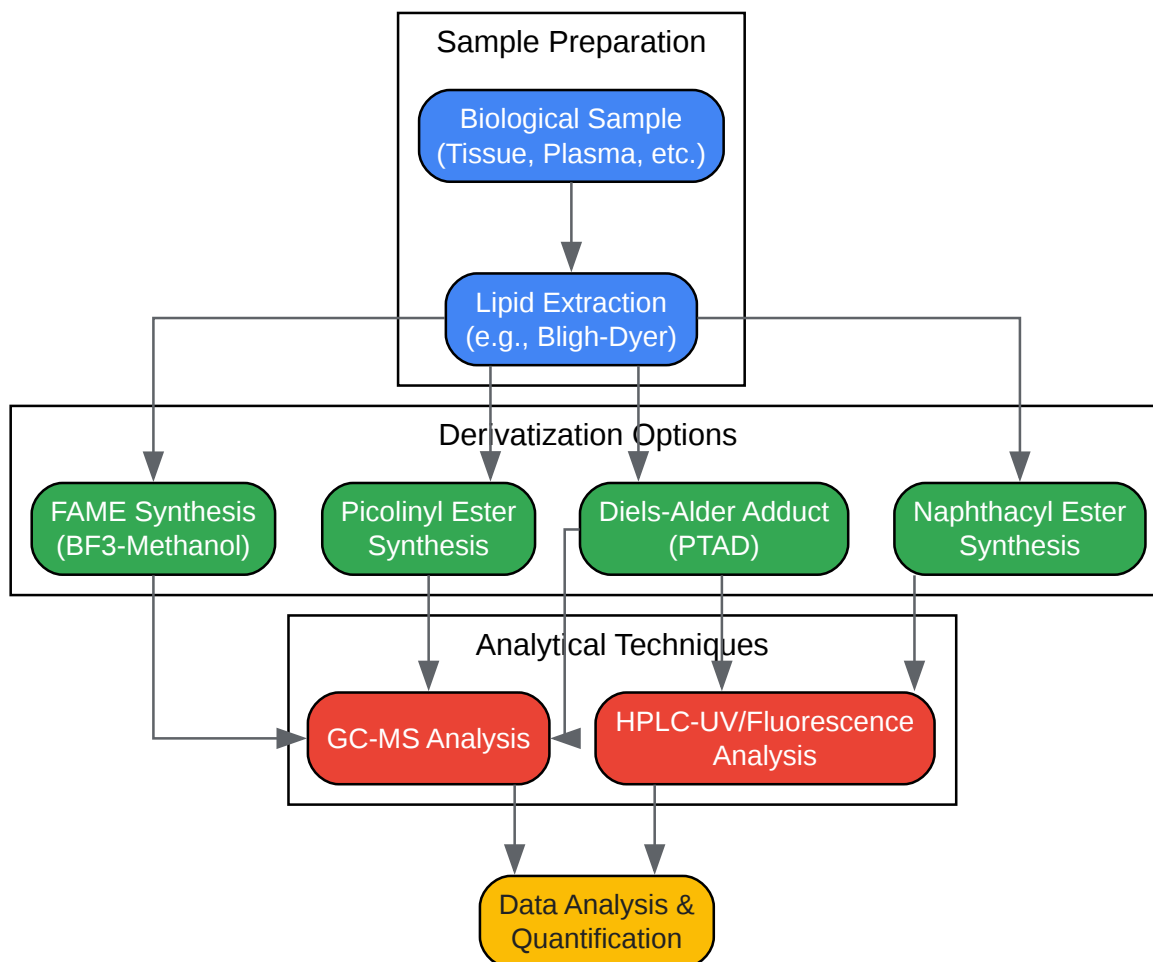 Sample Preparation
Biological Sample
(Tissue, Plasma, etc.)
Lipid Extraction
(e.g., Bligh-Dyer)
Derivatization Options
FAME Synthesis
(BF3-Methanol)
Picolinyl Ester
Synthesis
Diels-Alder Adduct
(PTAD)
Naphthacyl Ester
Synthesis
Analytical Techniques
GC-MS Analysis
HPLC-UV/Fluorescence
Analysis
Data Analysis &
Quantification